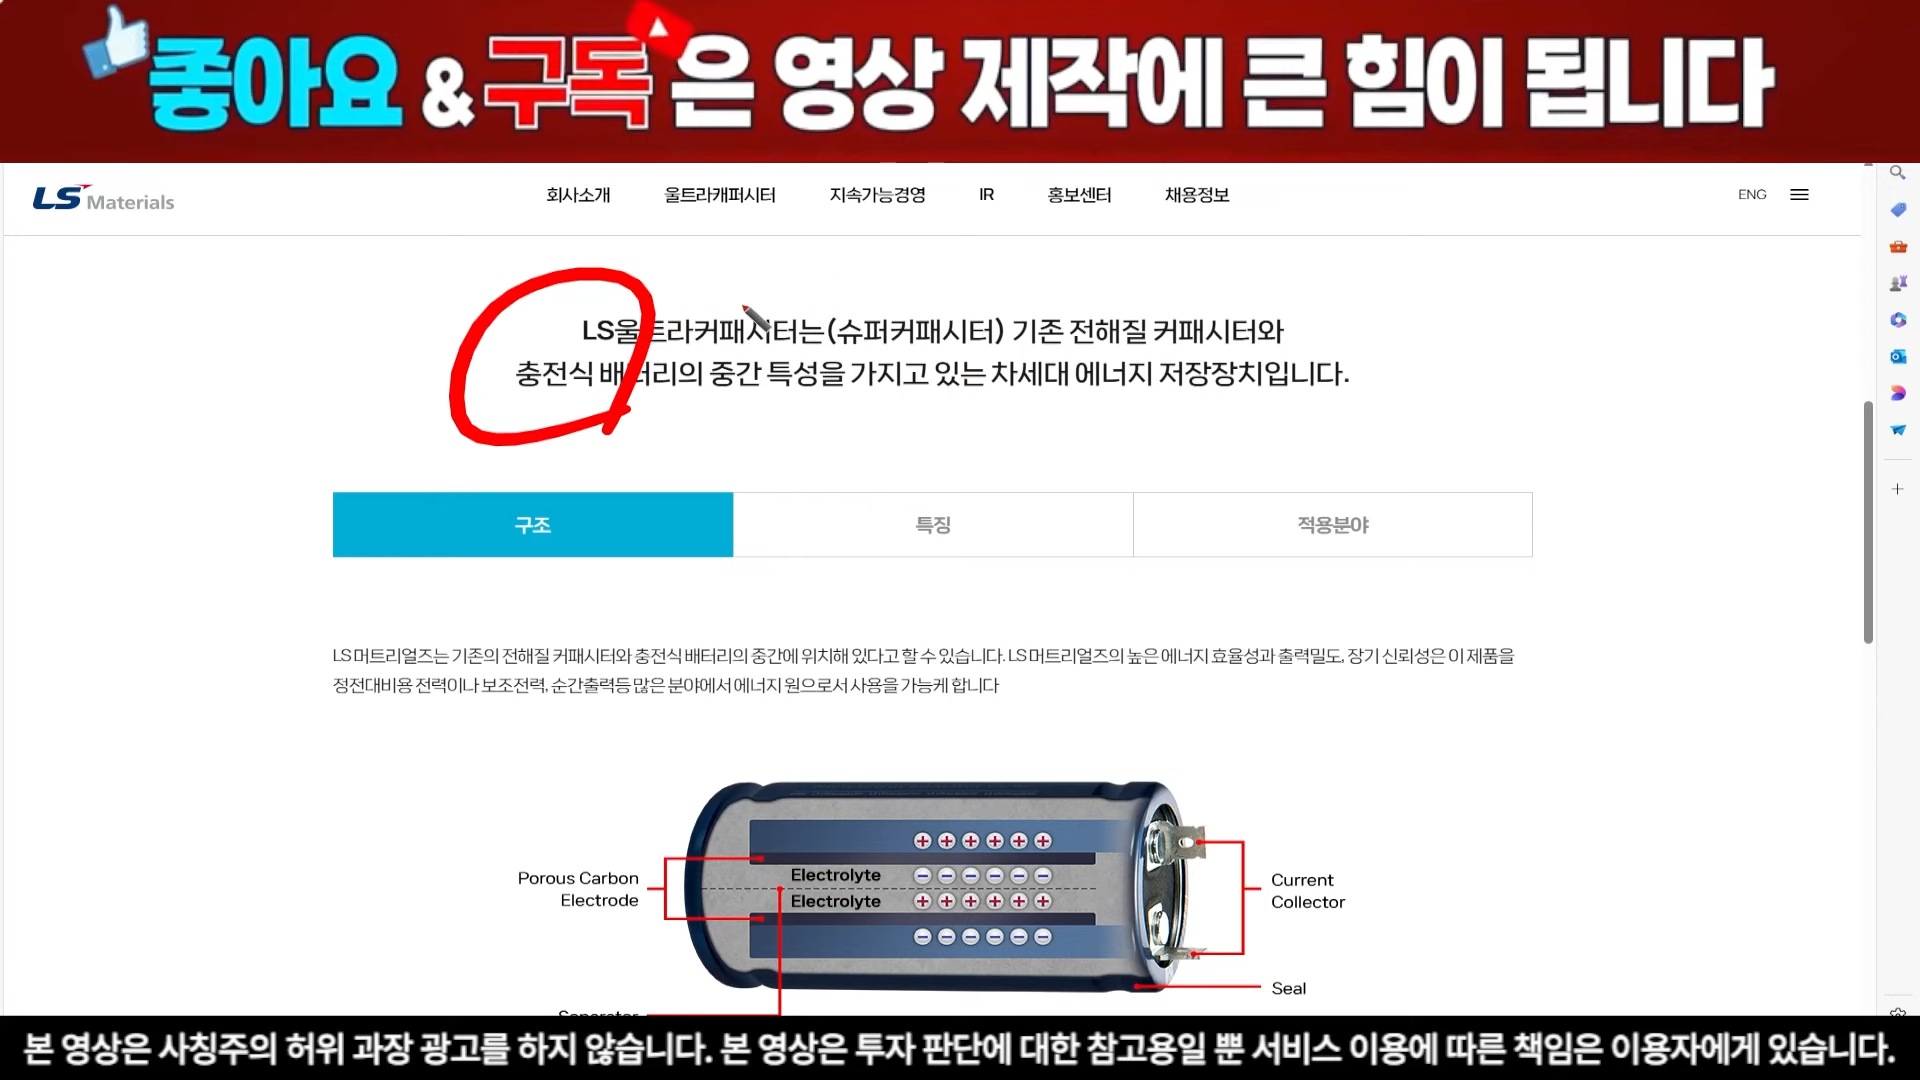 좋아요 & 구독 은 영상 제작에 큰 힘이 됩니다
LS Materials
회사소개 울트라캐퍼시터 지속가능경영 IR 홍보센터 채용정보
ENG
LS울트라커패시터는(슈퍼커패시터) 기존 전해질 커패시터와
충전식 배터리의 중간 특성을 가지고 있는 차세대 에너지 저장장치입니다.
구조 특징 적용분야
LS머트리얼즈는 기존의 전해질 커패시터와 충전식 배터리의 중간에 위치해 있다고 할 수 있습니다. LS머트리얼즈의 높은 에너지 효율성과 출력밀도, 장기 신뢰성은 이 제품을
정전대비용 전력이나 보조전력, 순간출력등 많은 분야에서 에너지 원으로서 사용을 가능케 합니다
Porous Carbon
Electrode
Electrolyte
Electrolyte
Current
Collector
Seal
Separator
본 영상은 사칭주의 허위 과장 광고를 하지 않습니다. 본 영상은 투자 판단에 대한 참고용일 뿐 서비스 이용에 따른 책임은 이용자에게 있습니다.